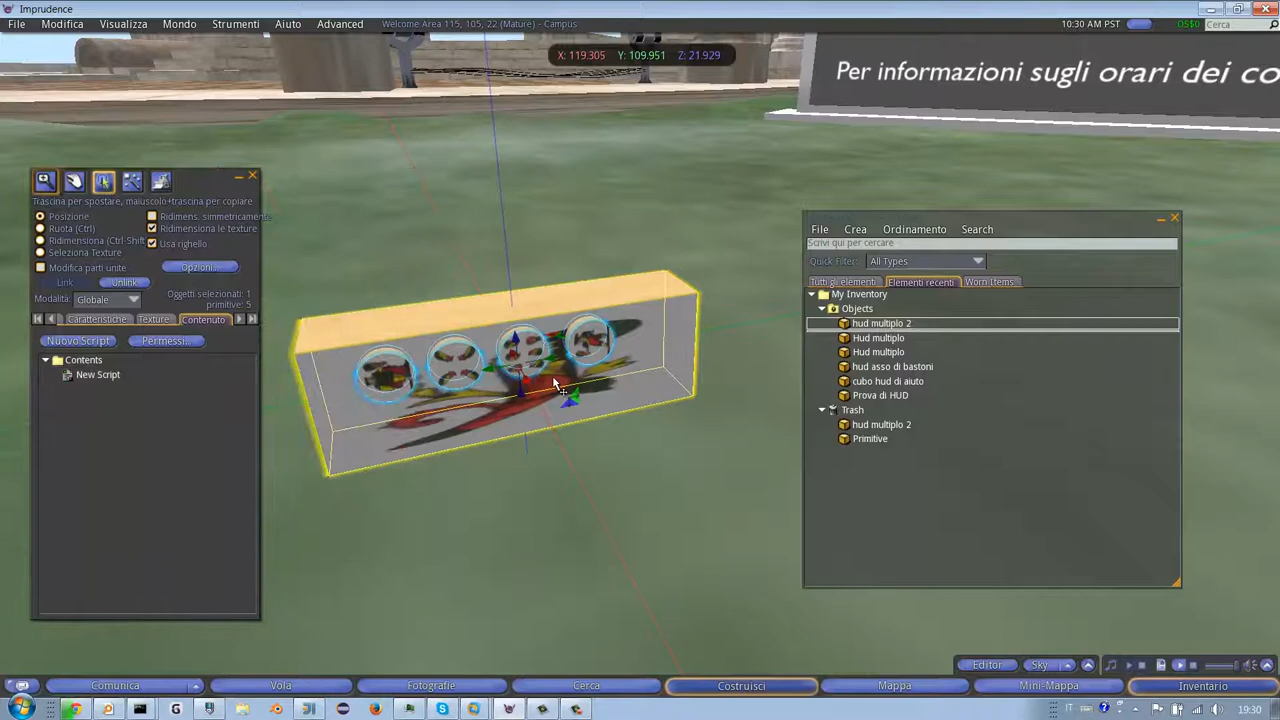 Imprudence
File Modifica Visualizza Mondo Strumenti Aiuto Advanced Welcome Area 115, 105, 22 (Mature) - Campus 10:30 AM PST OS$0 Cerca
X: 119.305 Y: 109.951 Z: 21.929
Per informazioni sugli orari dei co
Trascina per spostare, maiuscolo+trascina per copiare
Posizione Ridimens. simmetricamente
Ruota (Ctrl) Ridimensiona le texture
Ridimensiona (Ctrl-Shift Usa righello
Seleziona Texture
Modifica parti unite Opzioni...
Link Unlink
Modalità: Globale Oggetti selezionati: 1
primitive: 5
Caratteristiche Texture Contenuto
Nuovo Script Permessi...
Contents
New Script
File Crea Ordinamento Search
Scrivi qui per cercare
Quick Filter: All Types
Tutti gli elementi Elementi recenti Worn Items
My Inventory
Objects
hud multiplo 2
Hud multiplo
Hud multiplo
hud asso di bastoni
cubo hud di aiuto
Prova di HUD
Trash
hud multiplo 2
Primitive
Editor Sky
Comunica Vola Fotografie Cerca Costruisci Mappa Mini-Mappa Inventario
IT 19:30